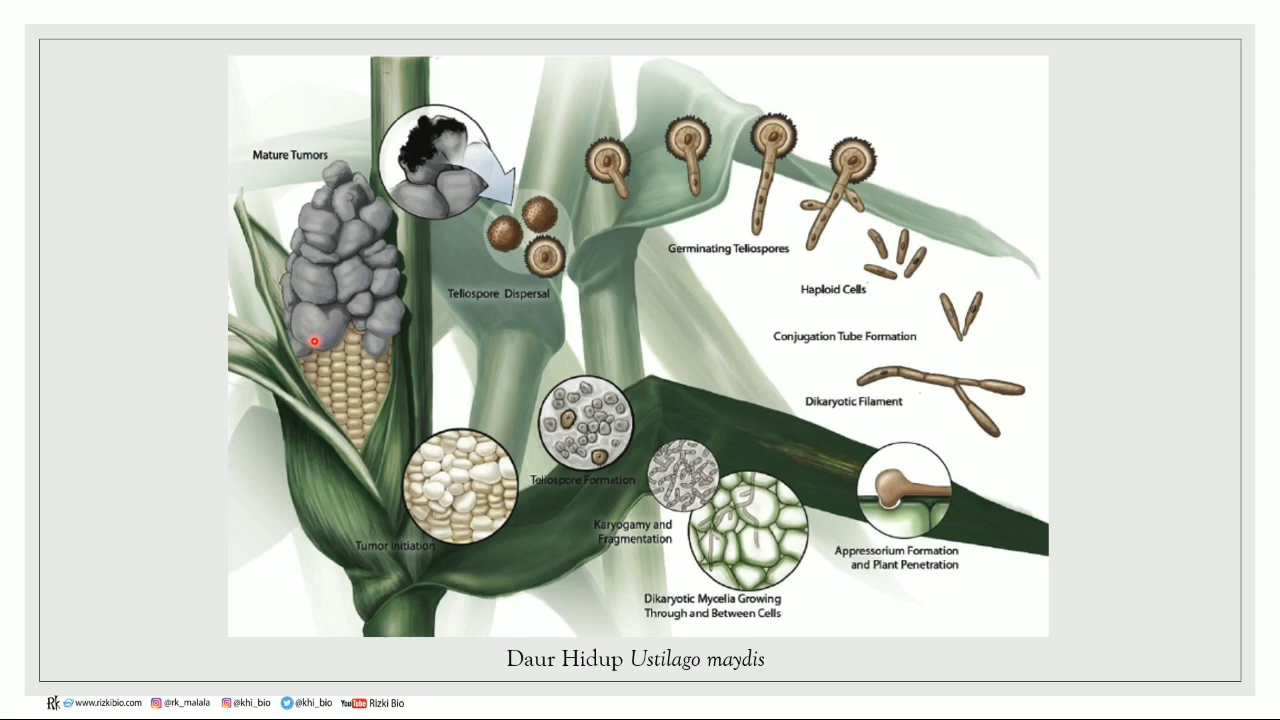 Mature Tumors
Teliospore Dispersal
Germinating Teliospores
Haploid Cells
Conjugation Tube Formation
Dikaryotic Filament
Appressorium Formation
and Plant Penetration
Dikaryotic Mycelia Growing
Through and Between Cells
Karyogamy and
Fragmentation
Teliospore Formation
Tumor Initiation
Daur Hidup Ustilago maydis
Rk www.rizkibio.com @rk_malala @khi_bio @khi_bio YouTube Rizki Bio